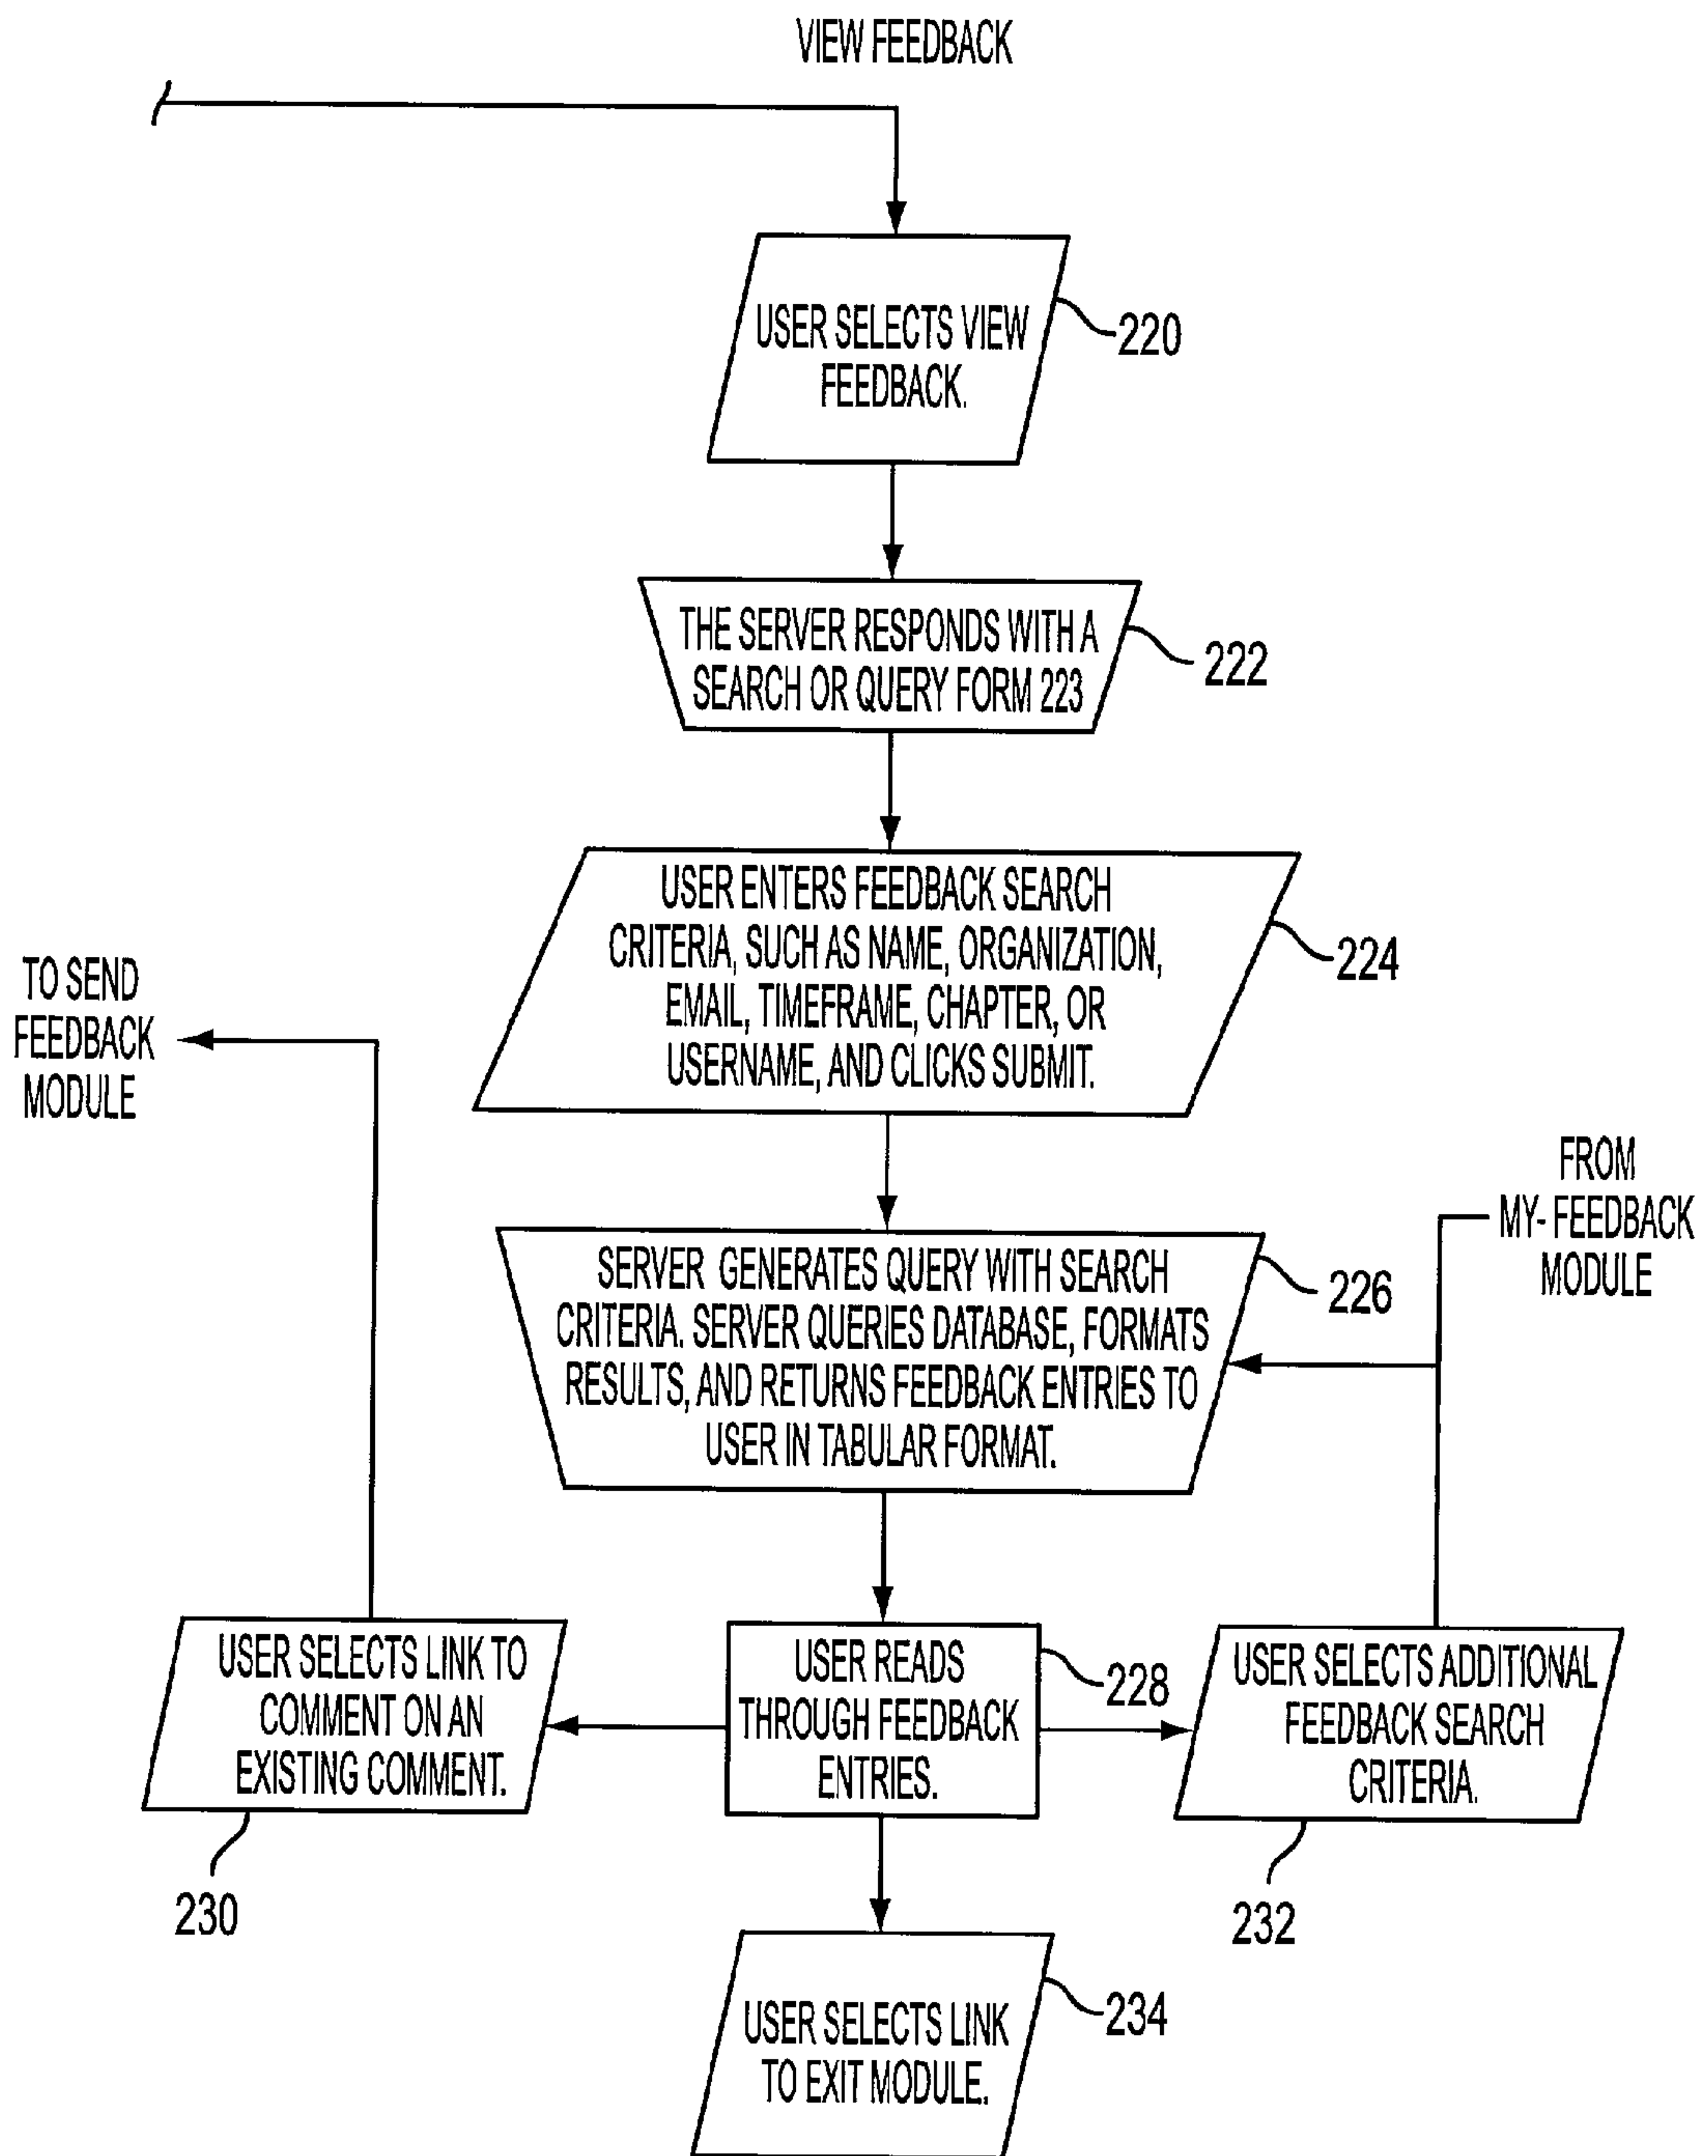 VIEW FEEDBACK
USER SELECTS VIEW
FEEDBACK.
220
THE SERVER RESPONDS WITH A
SEARCH OR QUERY FORM 223
222
USER ENTERS FEEDBACK SEARCH
CRITERIA, SUCH AS NAME, ORGANIZATION,
EMAIL, TIMEFRAME, CHAPTER, OR
USERNAME, AND CLICKS SUBMIT.
224
TO SEND
FEEDBACK
MODULE
FROM
MY- FEEDBACK
MODULE
SERVER GENERATES QUERY WITH SEARCH
CRITERIA. SERVER QUERIES DATABASE, FORMATS
RESULTS, AND RETURNS FEEDBACK ENTRIES TO
USER IN TABULAR FORMAT.
226
USER SELECTS LINK TO
COMMENT ON AN
EXISTING COMMENT.
230
USER READS
THROUGH FEEDBACK
ENTRIES.
228
USER SELECTS ADDITIONAL
FEEDBACK SEARCH
CRITERIA.
232
USER SELECTS LINK
TO EXIT MODULE.
234